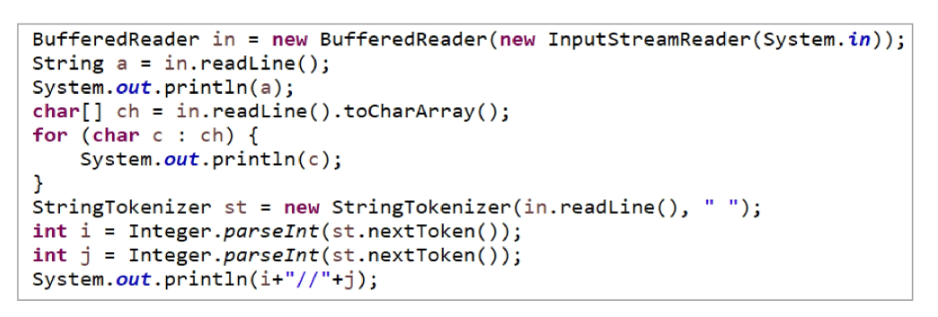 BufferedReader in = new BufferedReader(new InputStreamReader(System.in));
String a = in.readLine();
System.out.println(a);
char[] ch = in.readLine().toCharArray();
for (char c : ch) {
    System.out.println(c);
}
StringTokenizer st = new StringTokenizer(in.readLine(), " ");
int i = Integer.parseInt(st.nextToken());
int j = Integer.parseInt(st.nextToken());
System.out.println(i+"//"+j);